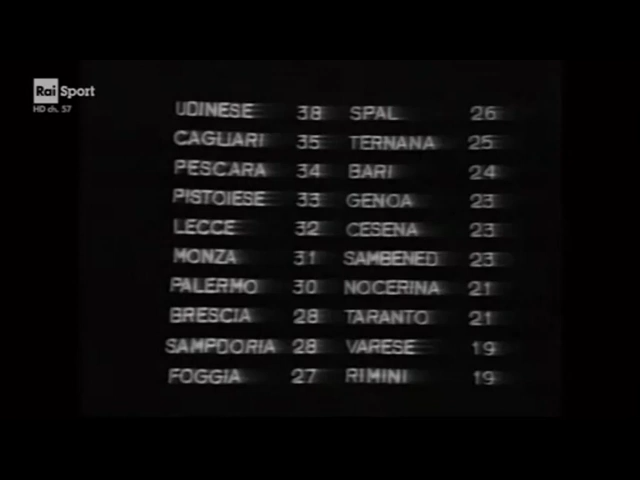 Rai Sport
HD ch. 57
UDINESE 38 SPAL 26
CAGLIARI 35 TERNANA 25
PESCARA 34 BARI 24
PISTOIESE 33 GENOA 23
LECCE 32 CESENA 23
MONZA 31 SAMBENED 23
PALERMO 30 NOCERINA 21
BRESCIA 28 TARANTO 21
SAMPDORIA 28 VARESE 19
FOGGIA 27 RIMINI 19